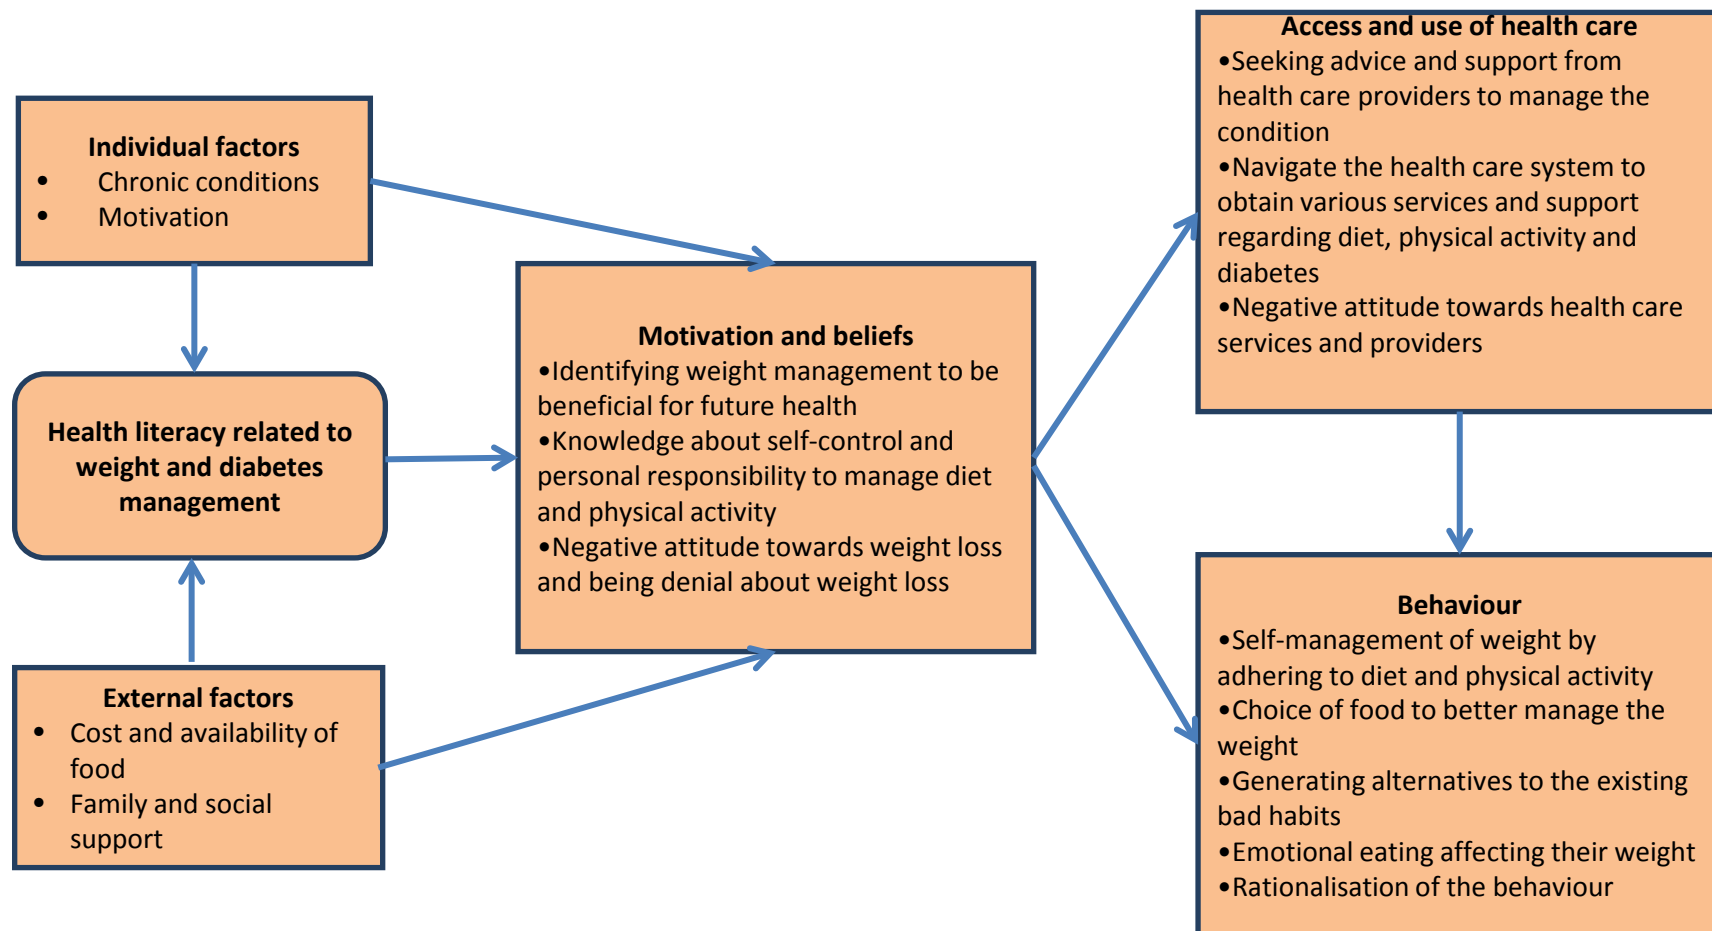 Individual factors
• Chronic conditions
• Motivation
Health literacy related to
weight and diabetes
management
External factors
• Cost and availability of
food
• Family and social
support
Motivation and beliefs
•Identifying weight management to be
beneficial for future health
•Knowledge about self-control and
personal responsibility to manage diet
and physical activity
•Negative attitude towards weight loss
and being denial about weight loss
Access and use of health care
•Seeking advice and support from
health care providers to manage the
condition
•Navigate the health care system to
obtain various services and support
regarding diet, physical activity and
diabetes
•Negative attitude towards health care
services and providers
Behaviour
•Self-management of weight by
adhering to diet and physical activity
•Choice of food to better manage the
weight
•Generating alternatives to the existing
bad habits
•Emotional eating affecting their weight
•Rationalisation of the behaviour